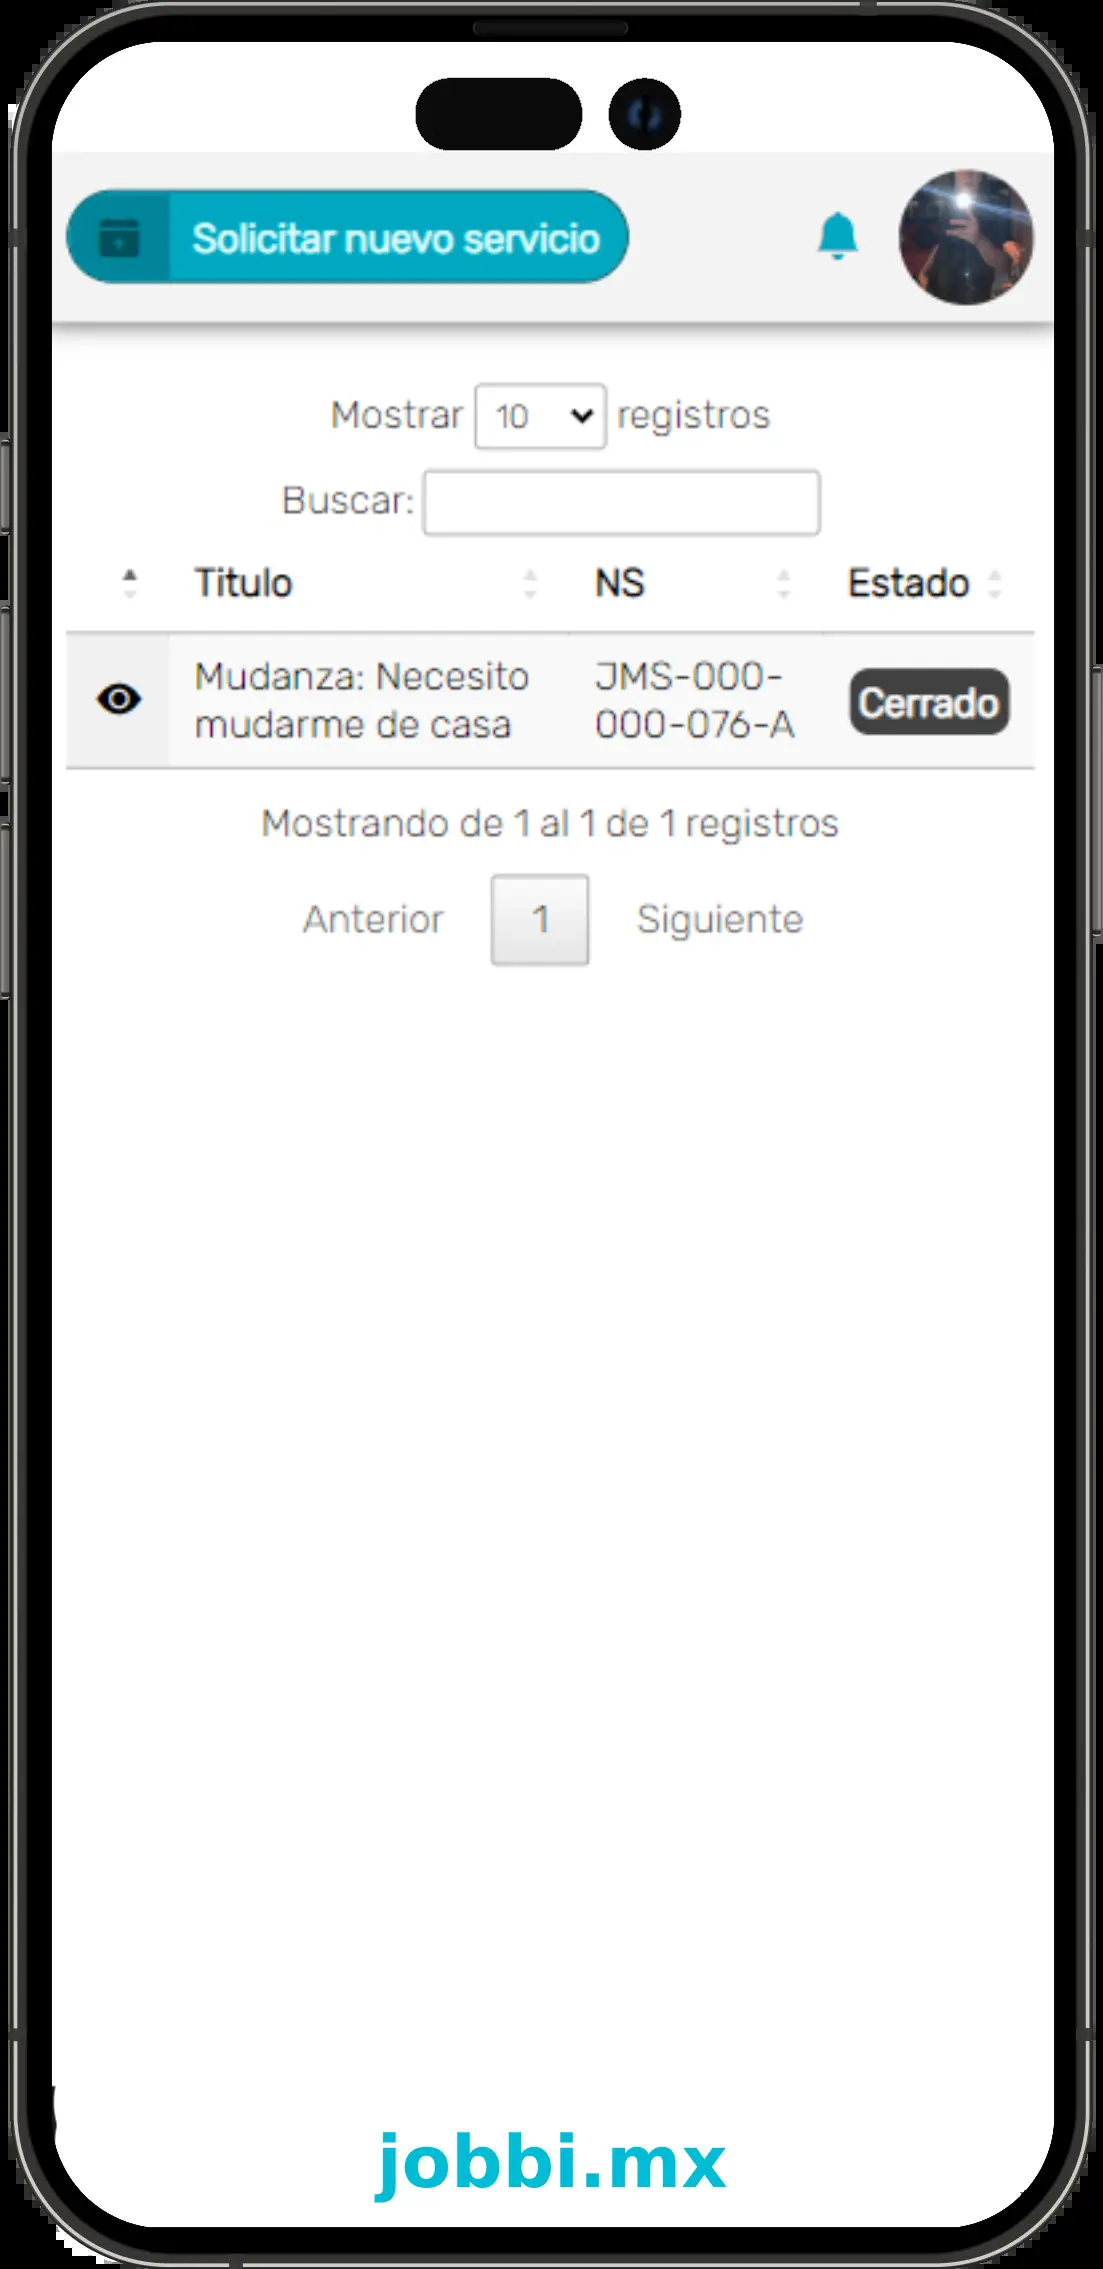 Solicitar nuevo servicio
Mostrar 10 registros
Buscar:
Titulo NS Estado
Mudanza: Necesito mudarme de casa JMS-000-000-076-A Cerrado
Mostrando de 1 al 1 de 1 registros
Anterior 1 Siguiente
jobbi.mx